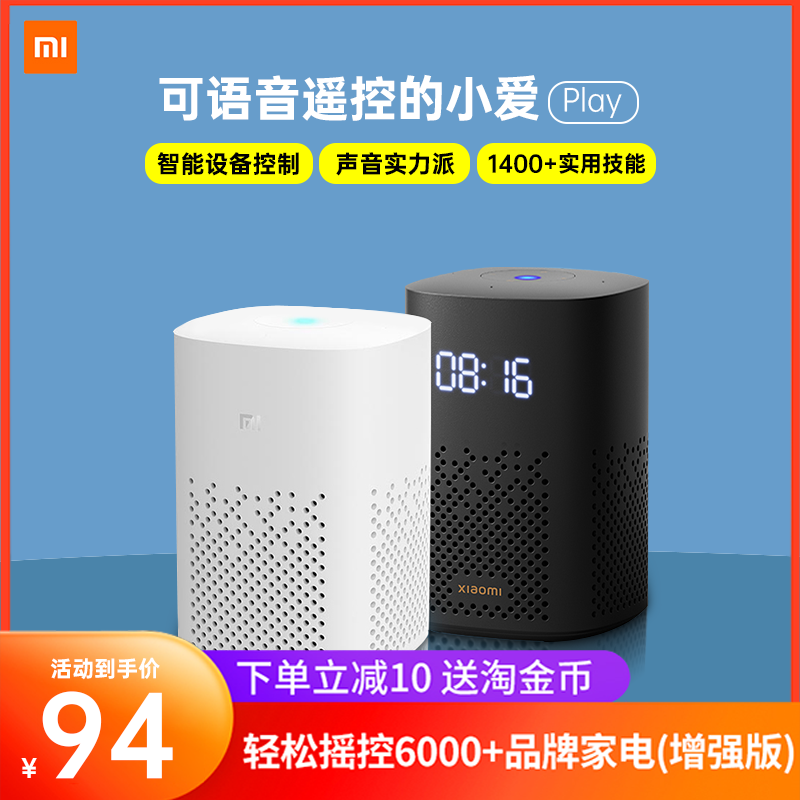 mi
可语音遥控的小爱 Play
智能设备控制 声音实力派 1400+实用技能
08:16
mi
xiaomi
活动到手价
¥94
下单立减10 送淘金币
轻松摇控6000+品牌家电(增强版)